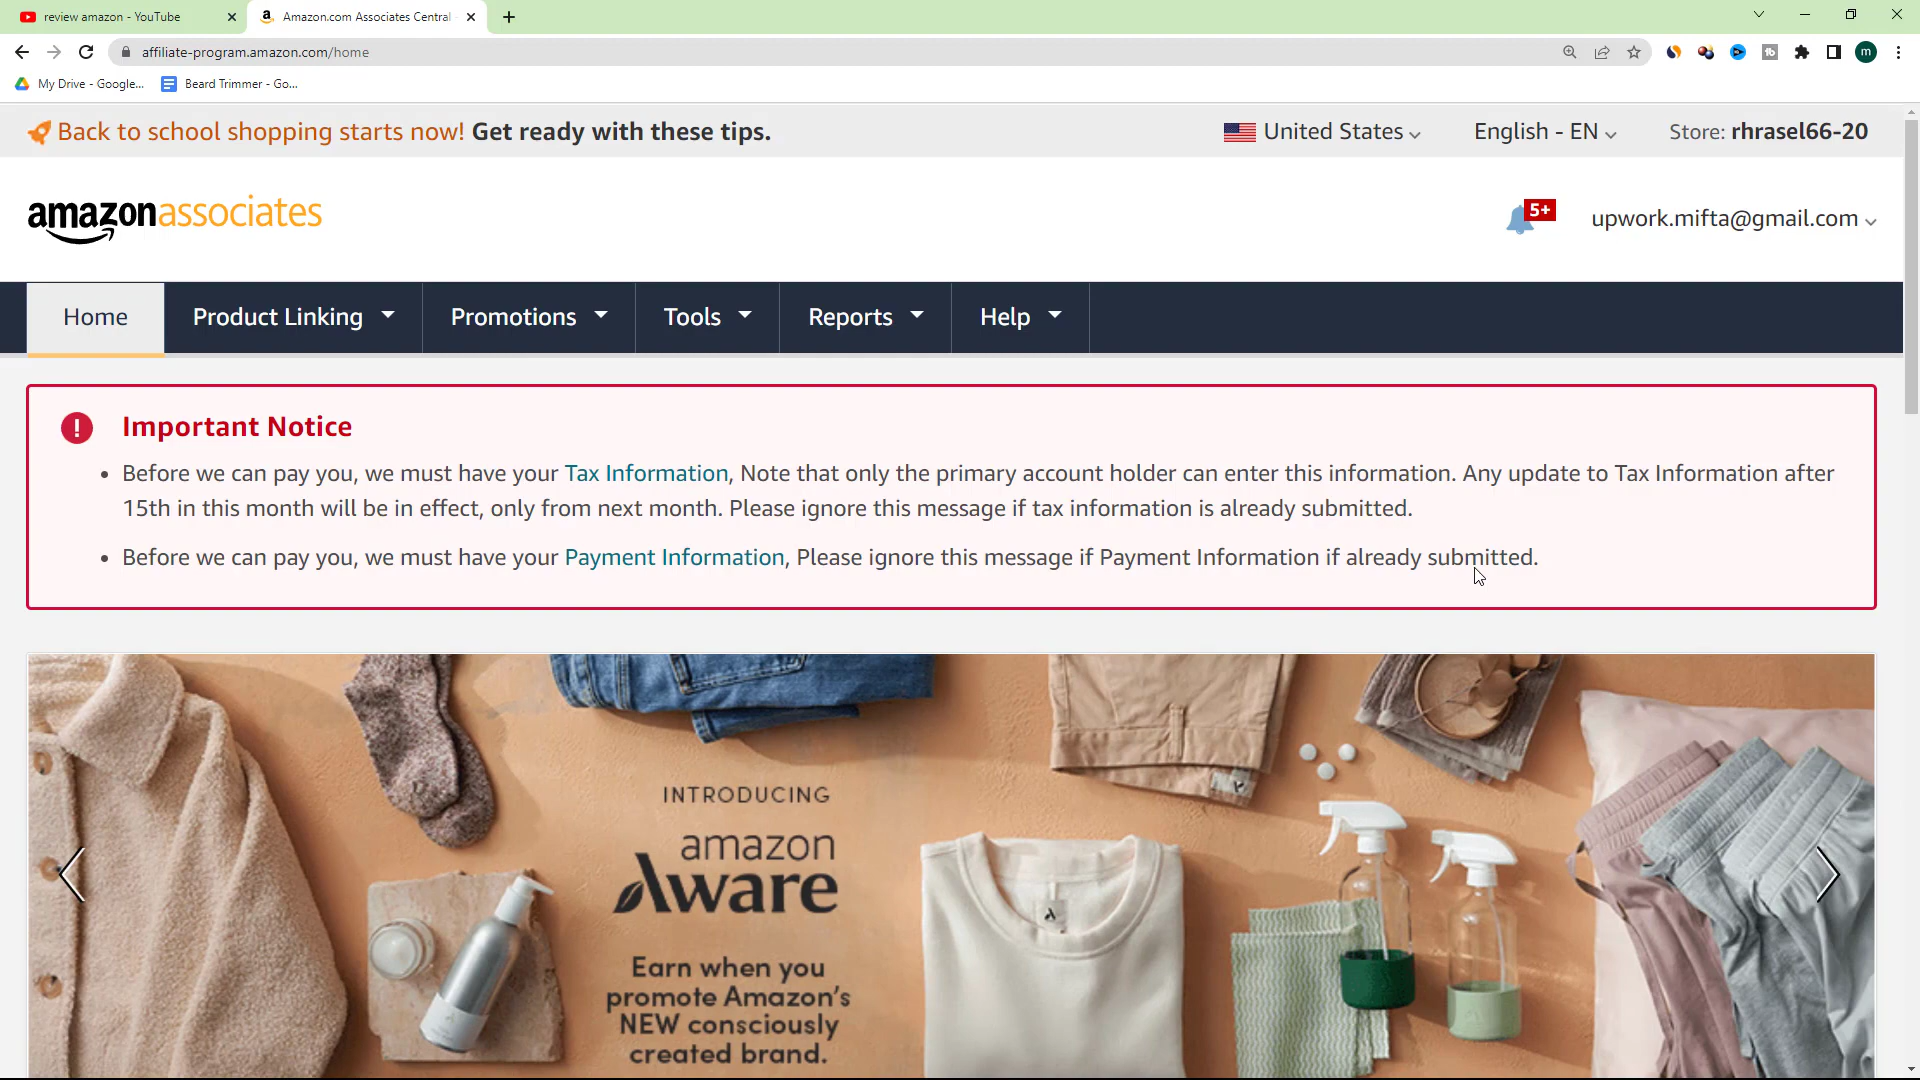 review amazon - YouTube
Amazon.com Associates Central
affiliate-program.amazon.com/home
m
My Drive - Google...
Beard Trimmer - Go...
Back to school shopping starts now! Get ready with these tips.
United States
English - EN
Store: rhrasel66-20
amazonassociates
5+
upwork.mifta@gmail.com
Home
Product Linking
Promotions
Tools
Reports
Help
! Important Notice
• Before we can pay you, we must have your Tax Information, Note that only the primary account holder can enter this information. Any update to Tax Information after
15th in this month will be in effect, only from next month. Please ignore this message if tax information is already submitted.
• Before we can pay you, we must have your Payment Information, Please ignore this message if Payment Information if already submitted.
INTRODUCING
amazon
Aware
Earn when you
promote Amazon's
NEW consciously
created brand.